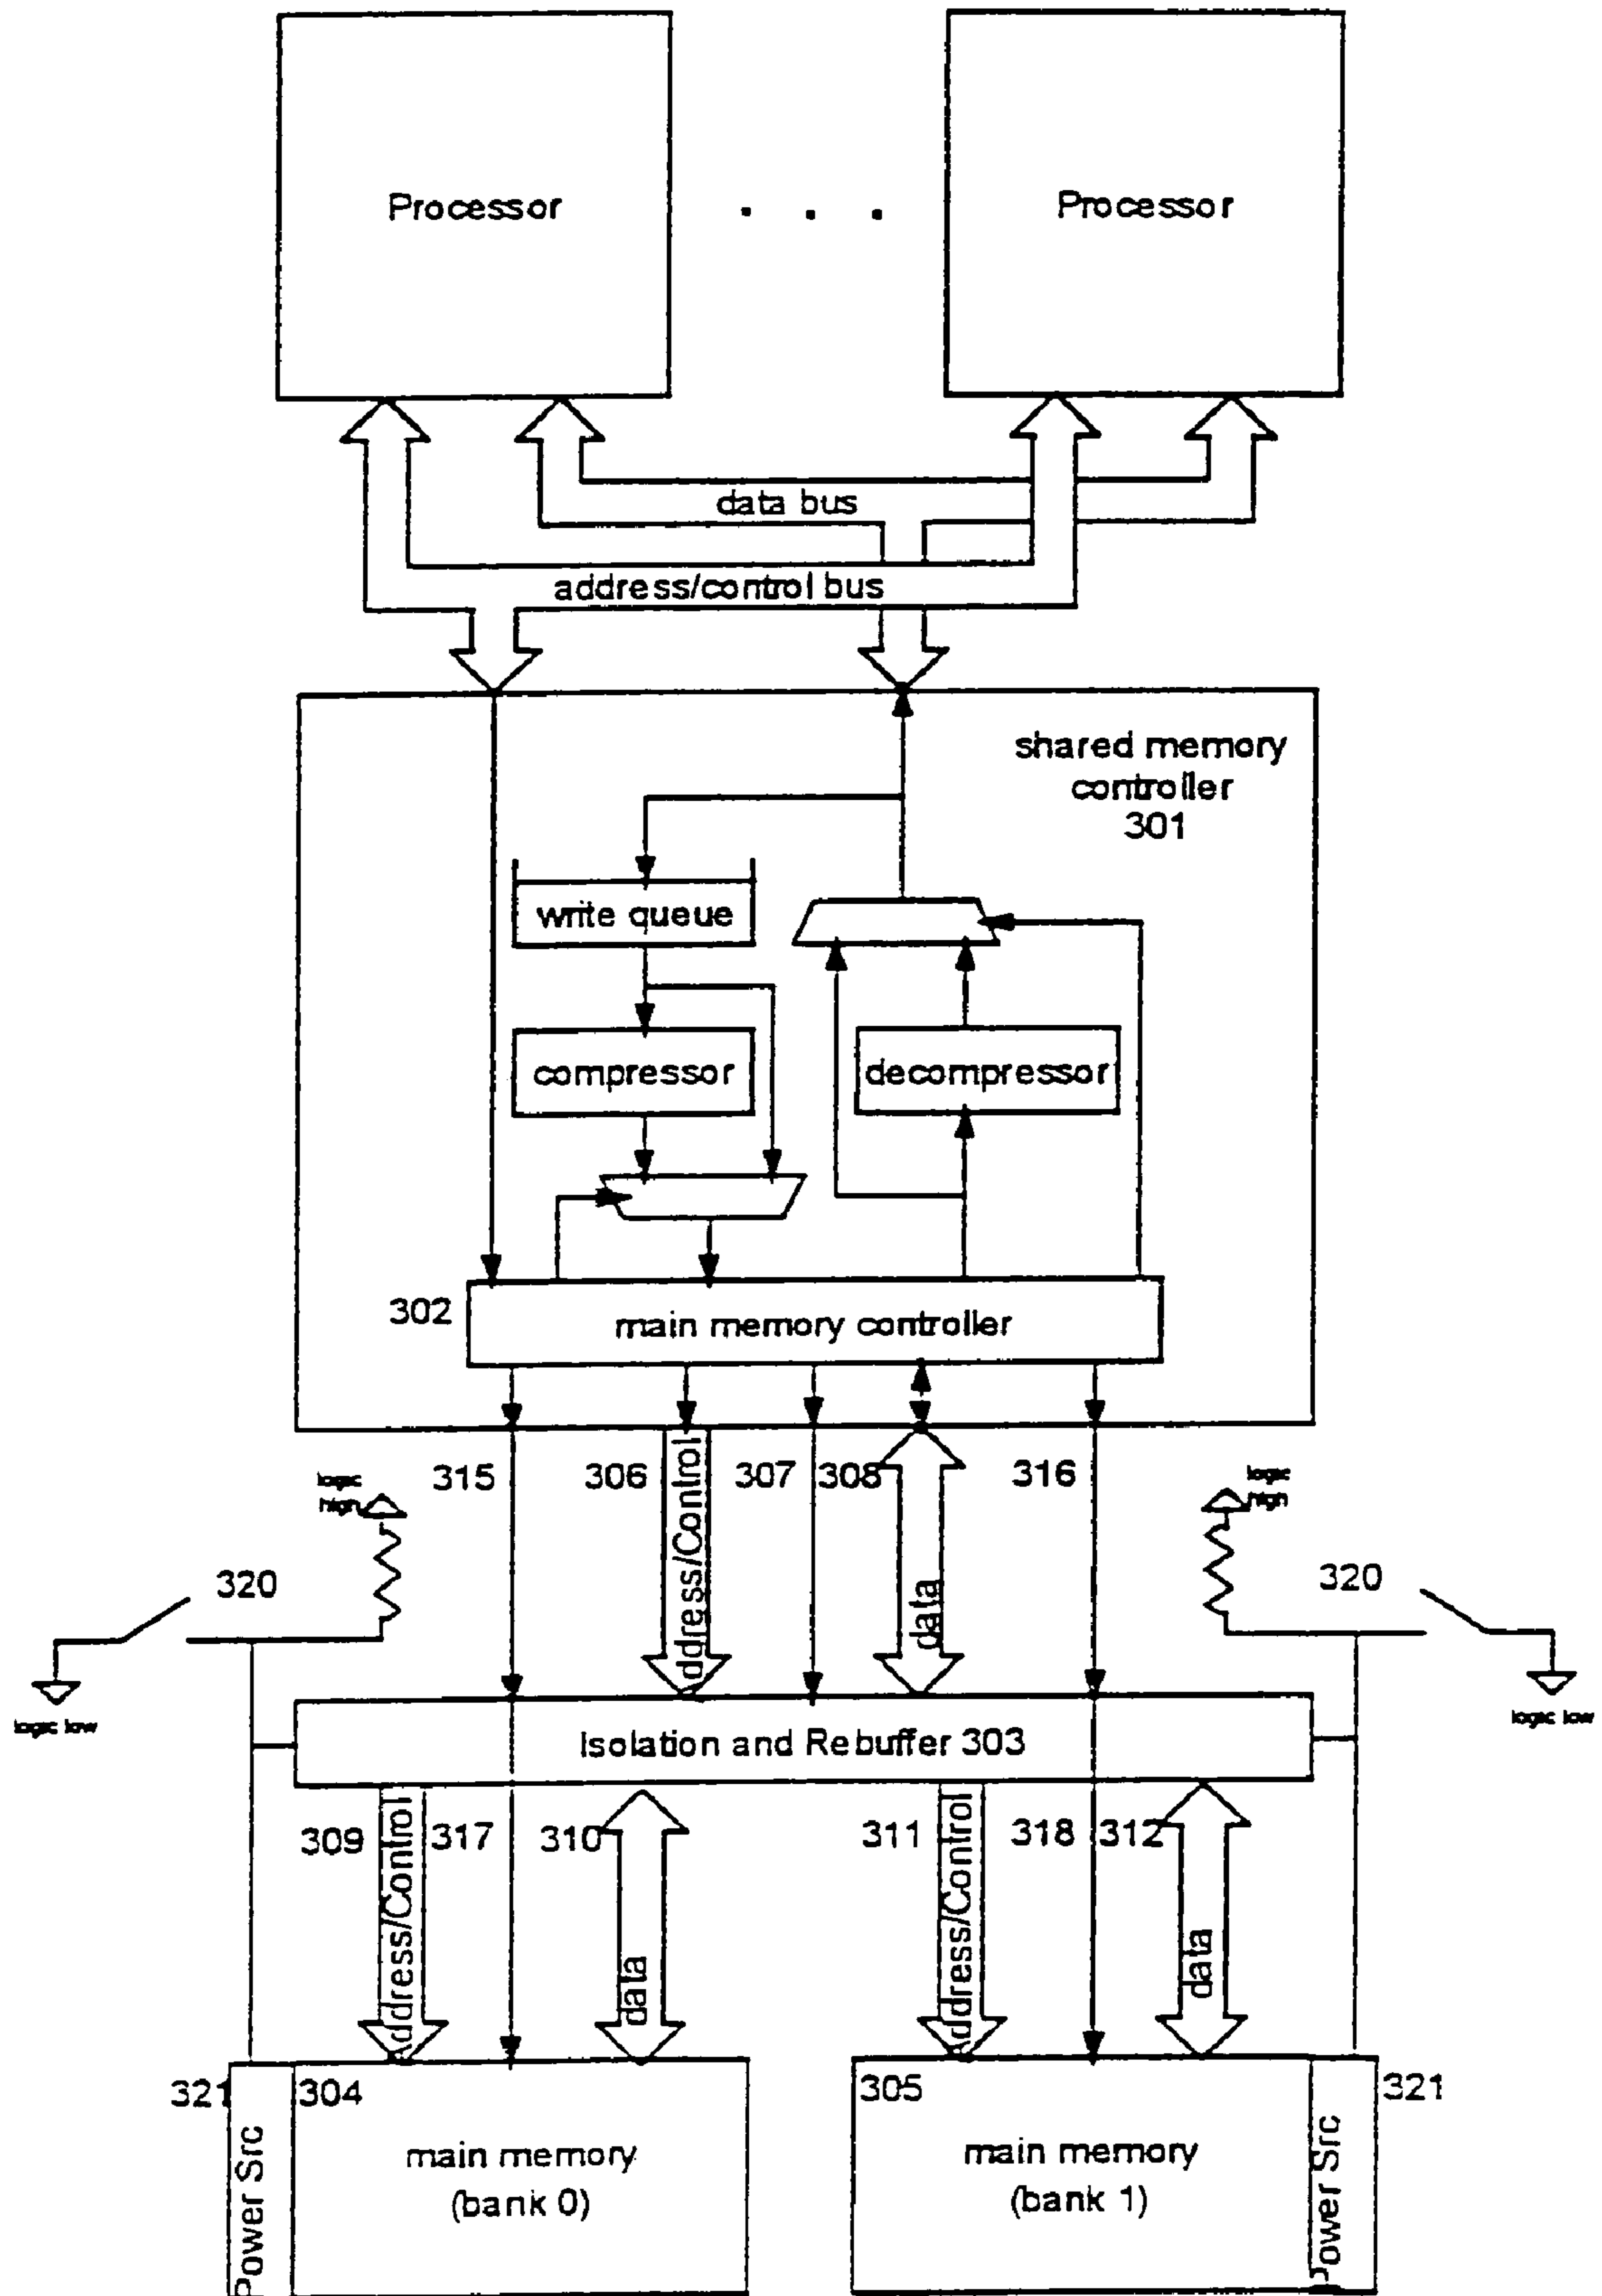 Processor
. . .
Processor
data bus
address/control bus
shared memory
controller
301
write queue
compressor
decompressor
302
main memory controller
315
306
ddress/Control
307
308
data
316
logic
high
logic
high
320
320
logic low
logic low
Isolation and Rebuffer 303
309
Address/Control
317
310
data
311
Address/Control
318
312
data
321
304
Power Src
main memory
(bank 0)
305
main memory
(bank 1)
321
Power Src